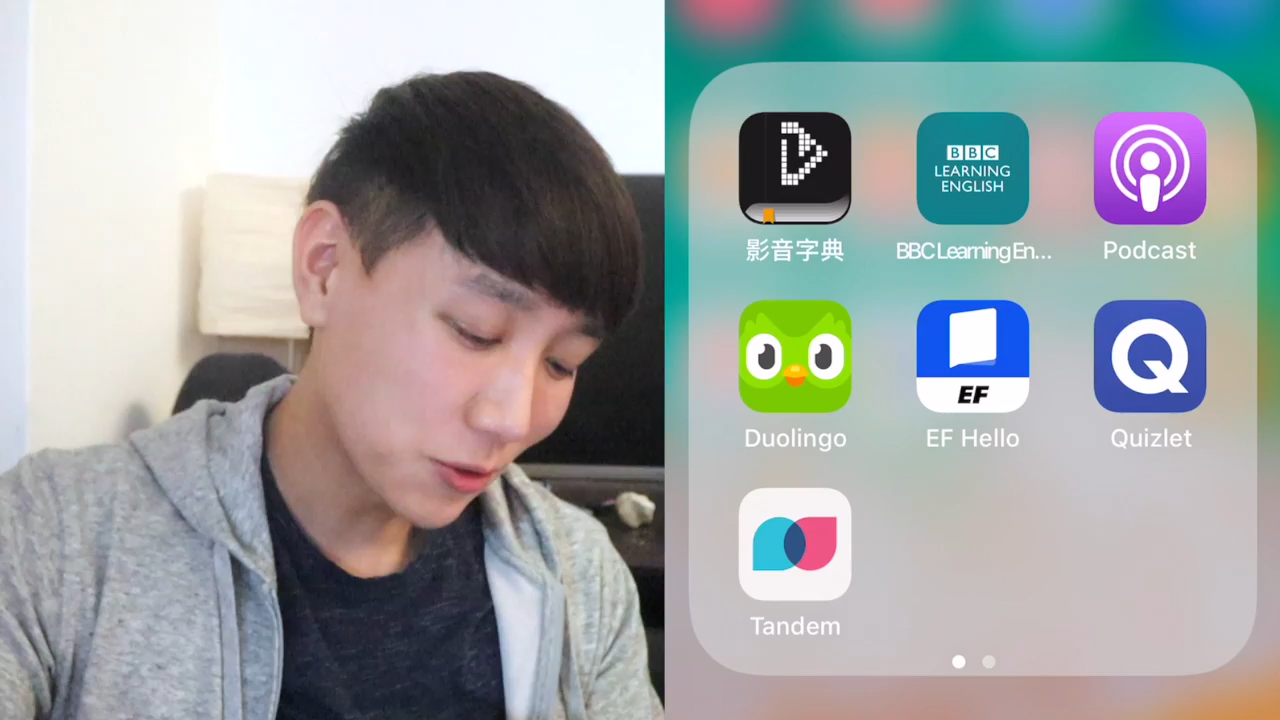 BBC
LEARNING
ENGLISH
影音字典
BBC Learning En...
Podcast
EF
Q
Duolingo
EF Hello
Quizlet
Tandem